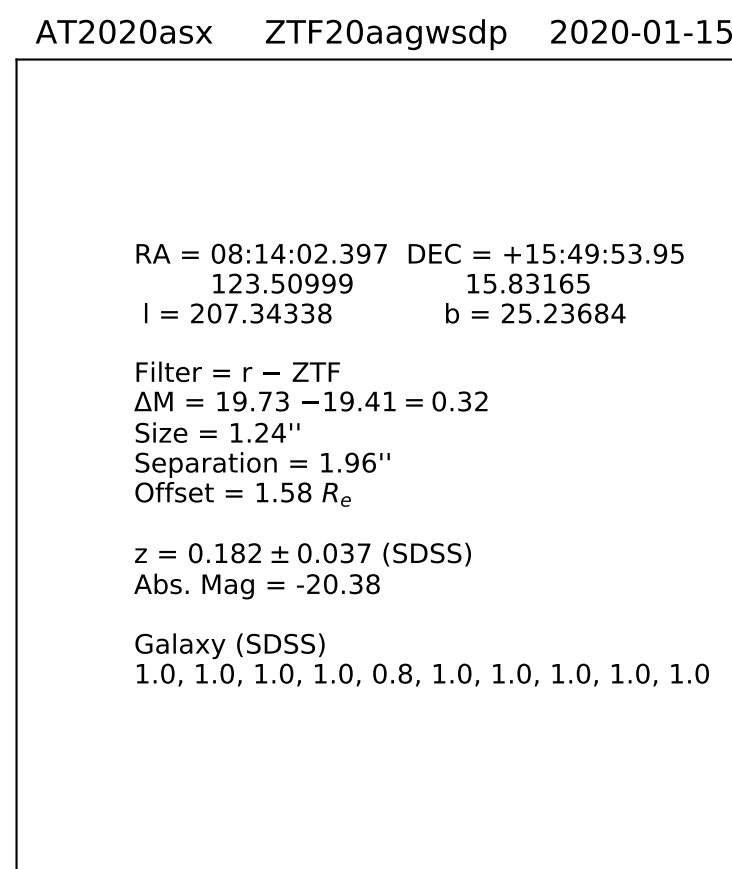 AT2020asx ZTF20aagwsdp 2020-01-15
RA = 08:14:02.397 DEC = +15:49:53.95
123.50999 15.83165
l = 207.34338 b = 25.23684
Filter = r − ZTF
ΔM = 19.73 −19.41 = 0.32
Size = 1.24''
Separation = 1.96''
Offset = 1.58 Rₑ
z = 0.182 ± 0.037 (SDSS)
Abs. Mag = -20.38
Galaxy (SDSS)
1.0, 1.0, 1.0, 1.0, 0.8, 1.0, 1.0, 1.0, 1.0, 1.0